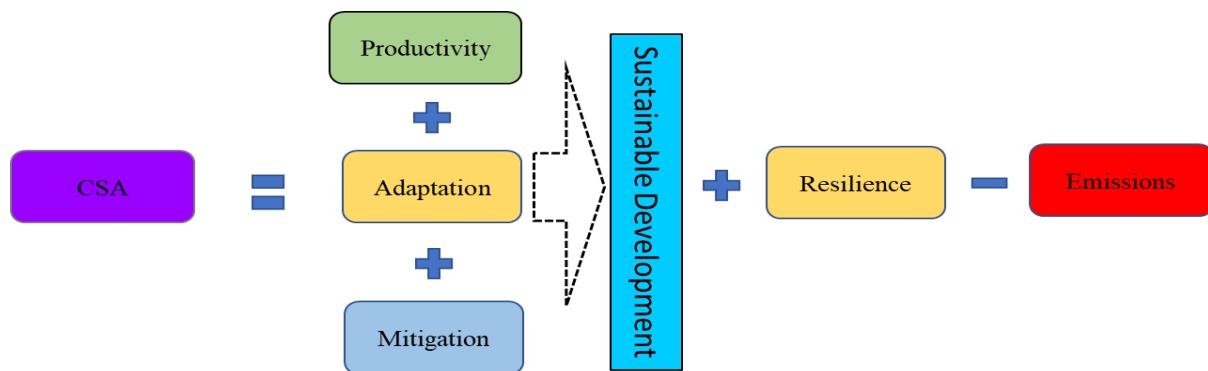 CSA
Productivity
Adaptation
Mitigation
Sustainable Development
Resilience
Emissions